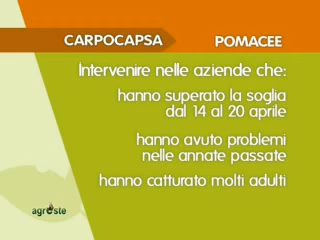 CARPOCAPSA POMACEE
Intervenire nelle aziende che:
hanno superato la soglia
dal 14 al 20 aprile
hanno avuto problemi
nelle annate passate
hanno catturato molti adulti
agroste